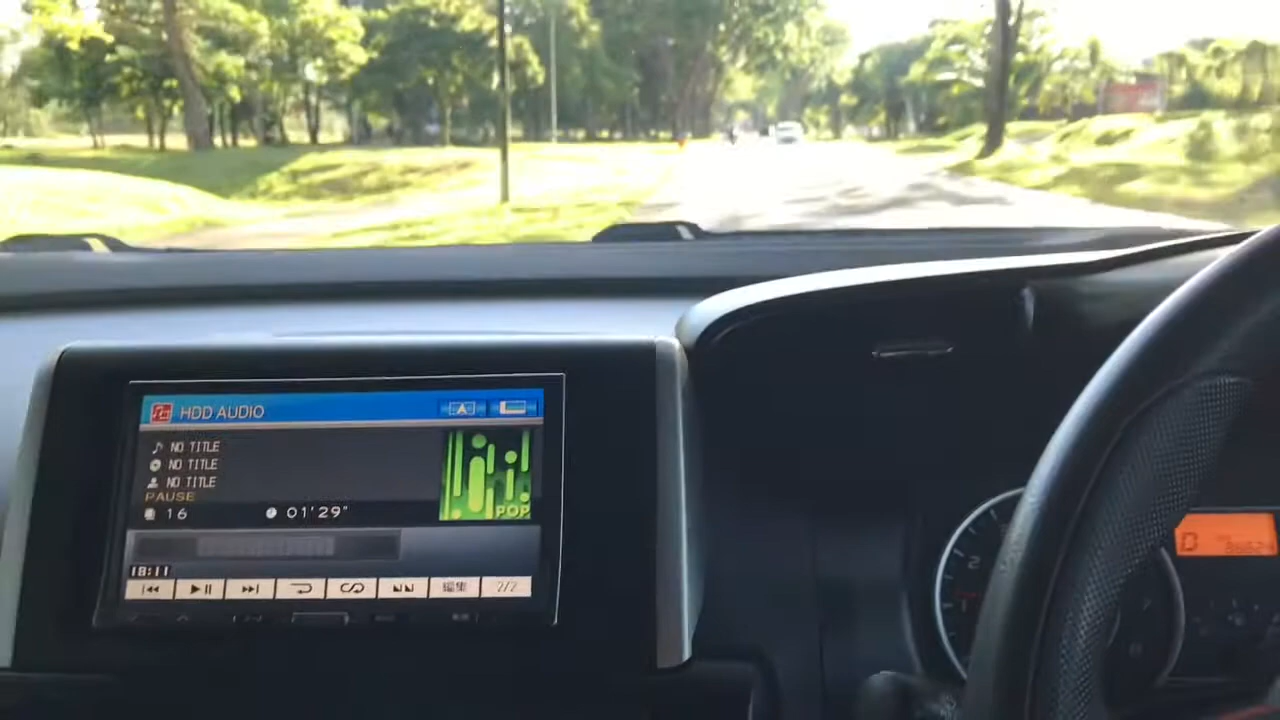 HDD AUDIO
NO TITLE
NO TITLE
NO TITLE
PAUSE
16 01'29"
POP
18:11
編集 2/2
2
D